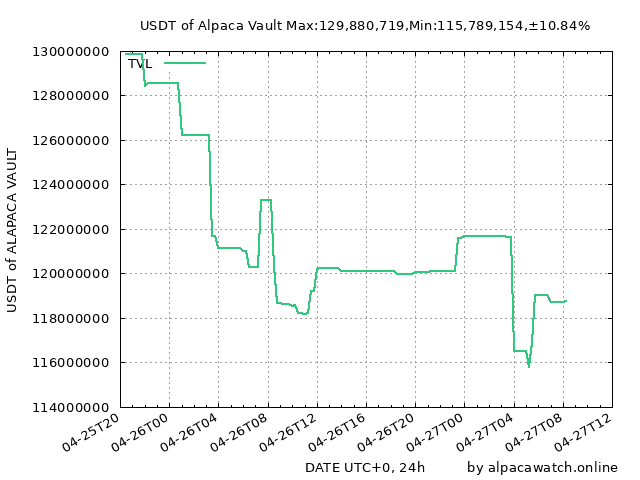 USDT of Alpaca Vault Max:129,880,719,Min:115,789,154,±10.84%
TVL
130000000
128000000
126000000
124000000
122000000
120000000
118000000
116000000
114000000
USDT of ALAPACA VAULT
04-25T20
04-26T00
04-26T04
04-26T08
04-26T12
04-26T16
04-26T20
04-27T00
04-27T04
04-27T08
04-27T12
DATE UTC+0, 24h
by alpacawatch.online